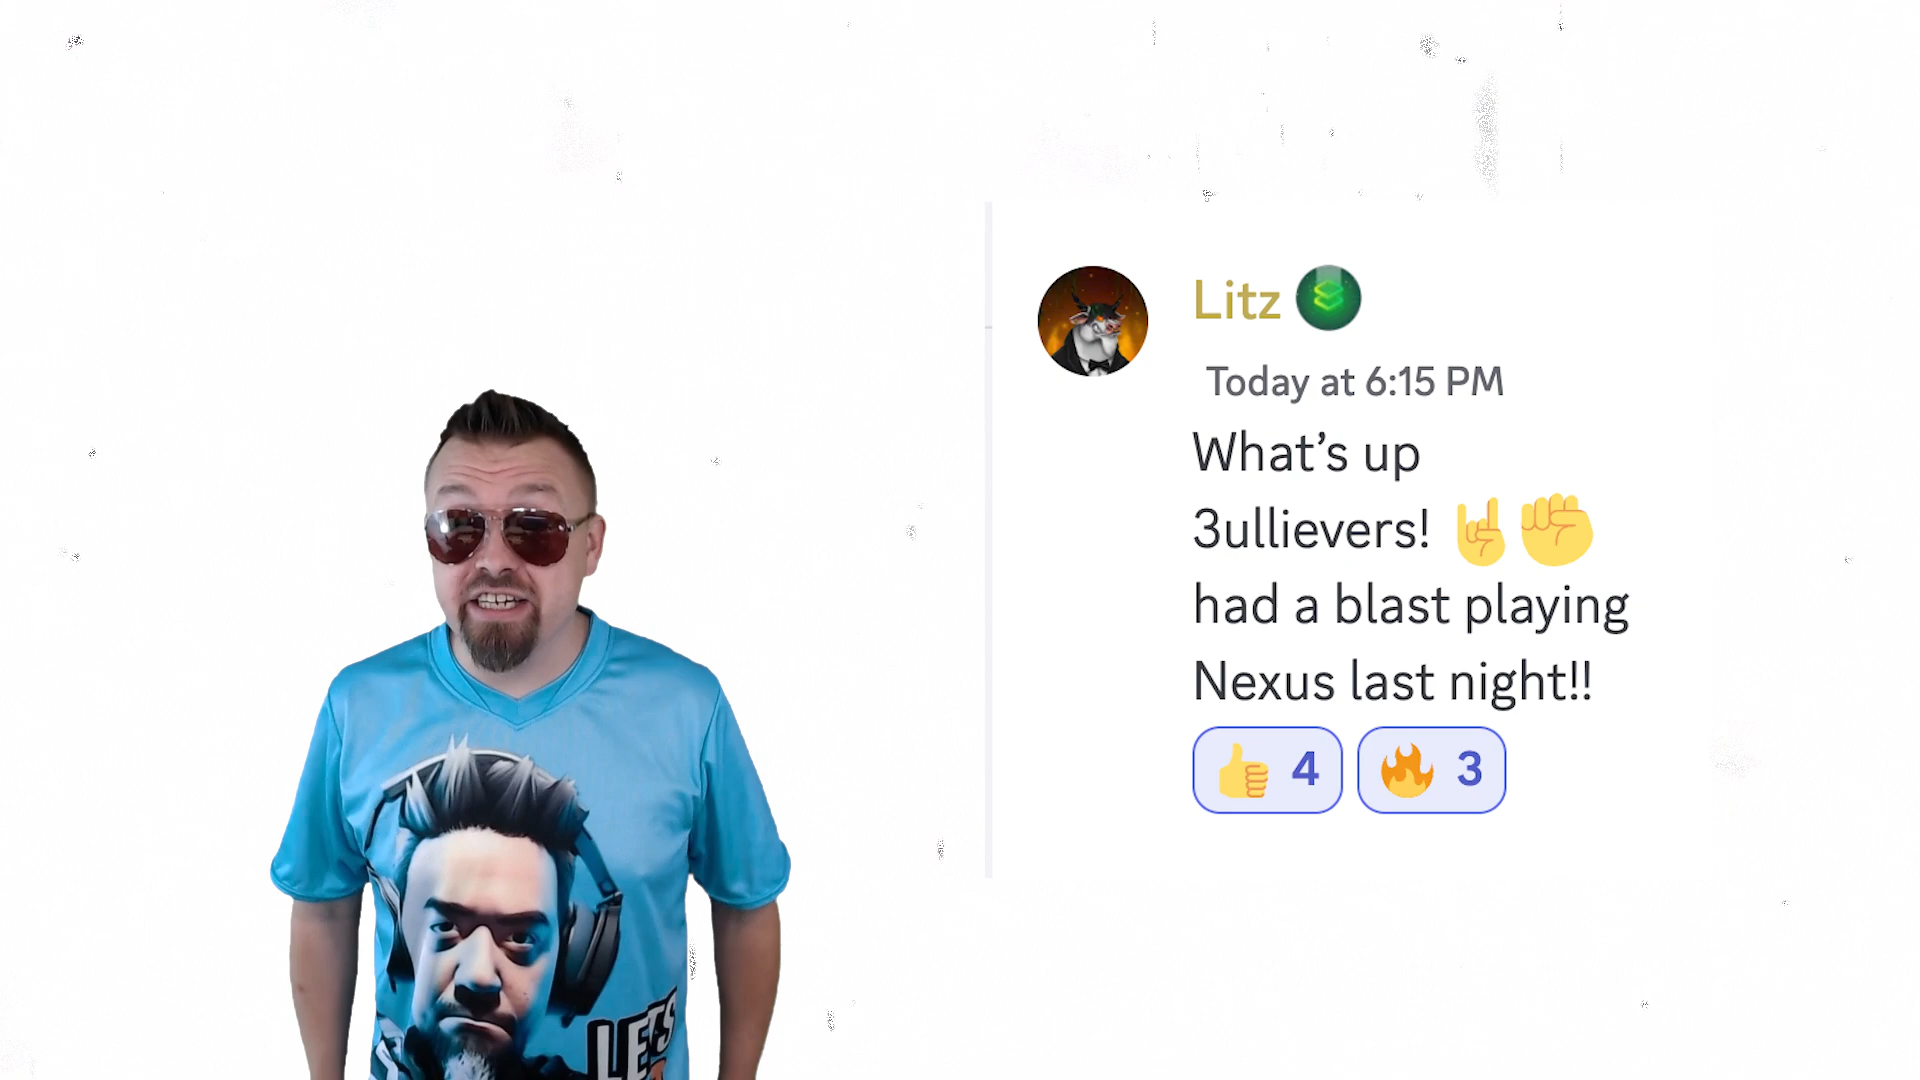 Litz
Today at 6:15 PM
What’s up
3ullievers! 🤘✊
had a blast playing
Nexus last night!!
👍 4 🔥 3
LETS